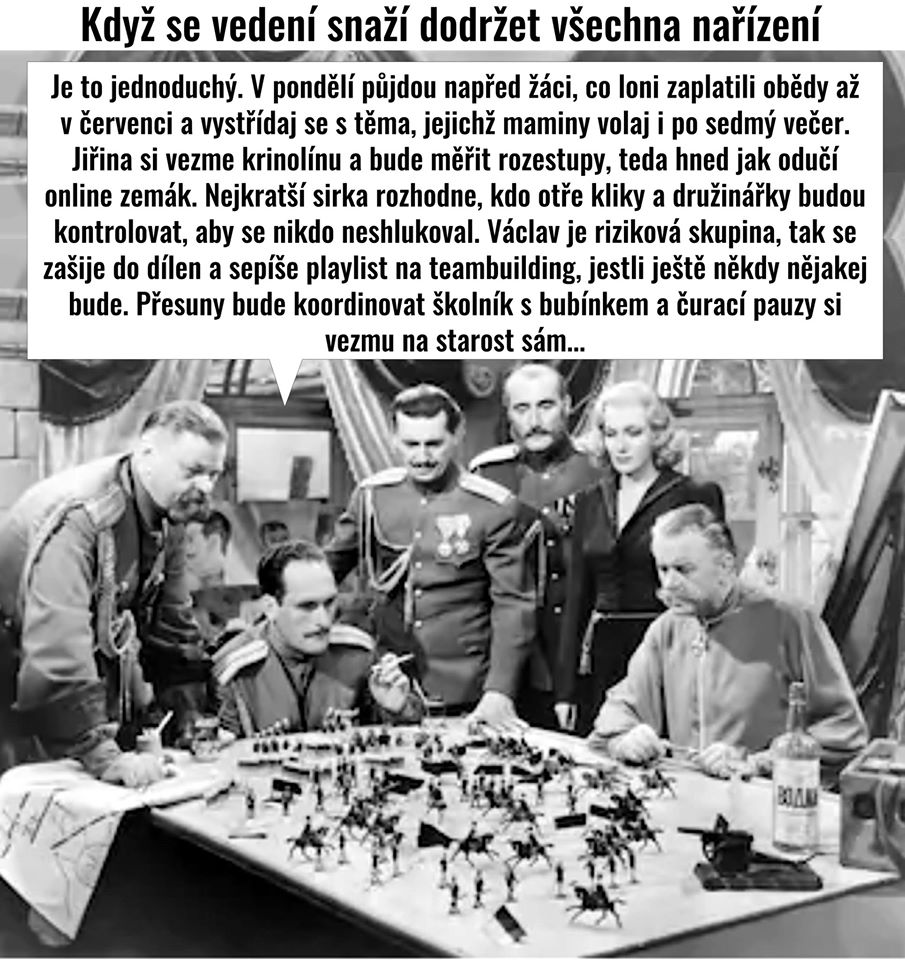 Když se vedení snaží dodržet všechna nařízení
Je to jednoduchý. V pondělí půjdou napřed žáci, co loni zaplatili obědy až
v červenci a vystřídaj se s těma, jejichž maminy volaj i po sedmý večer.
Jiřina si vezme krinolínu a bude měřit rozestupy, teda hned jak odučí
online zemák. Nejkratší sirka rozhodne, kdo otře kliky a družinářky budou
kontrolovat, aby se nikdo neshlukoval. Václav je riziková skupina, tak se
zašije do dílen a sepíše playlist na teambuilding, jestli ještě někdy nějakej
bude. Přesuny bude koordinovat školník s bubínkem a čurací pauzy si
vezmu na starost sám...
ВОДКА